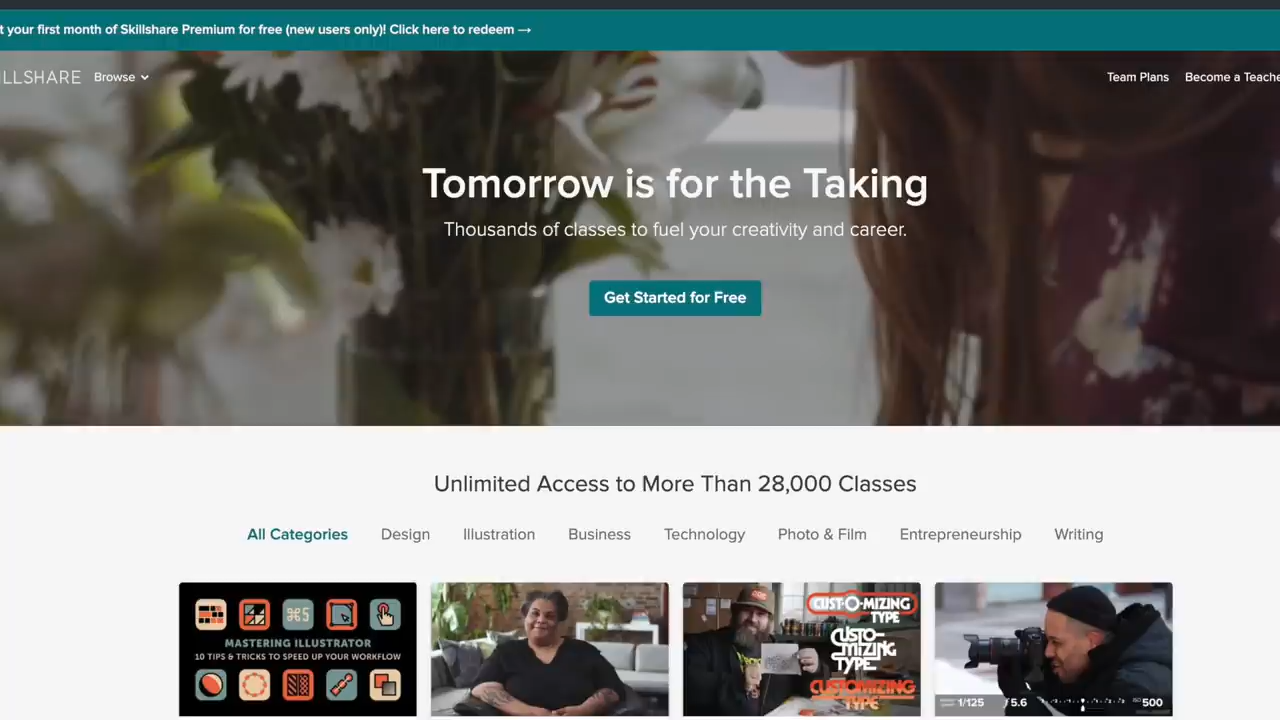 t your first month of Skillshare Premium for free (new users only)! Click here to redeem →
ILLSHARE Browse
Team Plans Become a Teache
Tomorrow is for the Taking
Thousands of classes to fuel your creativity and career.
Get Started for Free
Unlimited Access to More Than 28,000 Classes
All Categories Design Illustration Business Technology Photo & Film Entrepreneurship Writing
⌘5
MASTERING ILLUSTRATOR
10 TIPS & TRICKS TO SPEED UP YOUR WORKFLOW
CUST-O-MIZING
TYPE
CUSTO-
MIZING
TYPE
CUSTOMIZING
TYPE
1/125 ƒ5.6 500